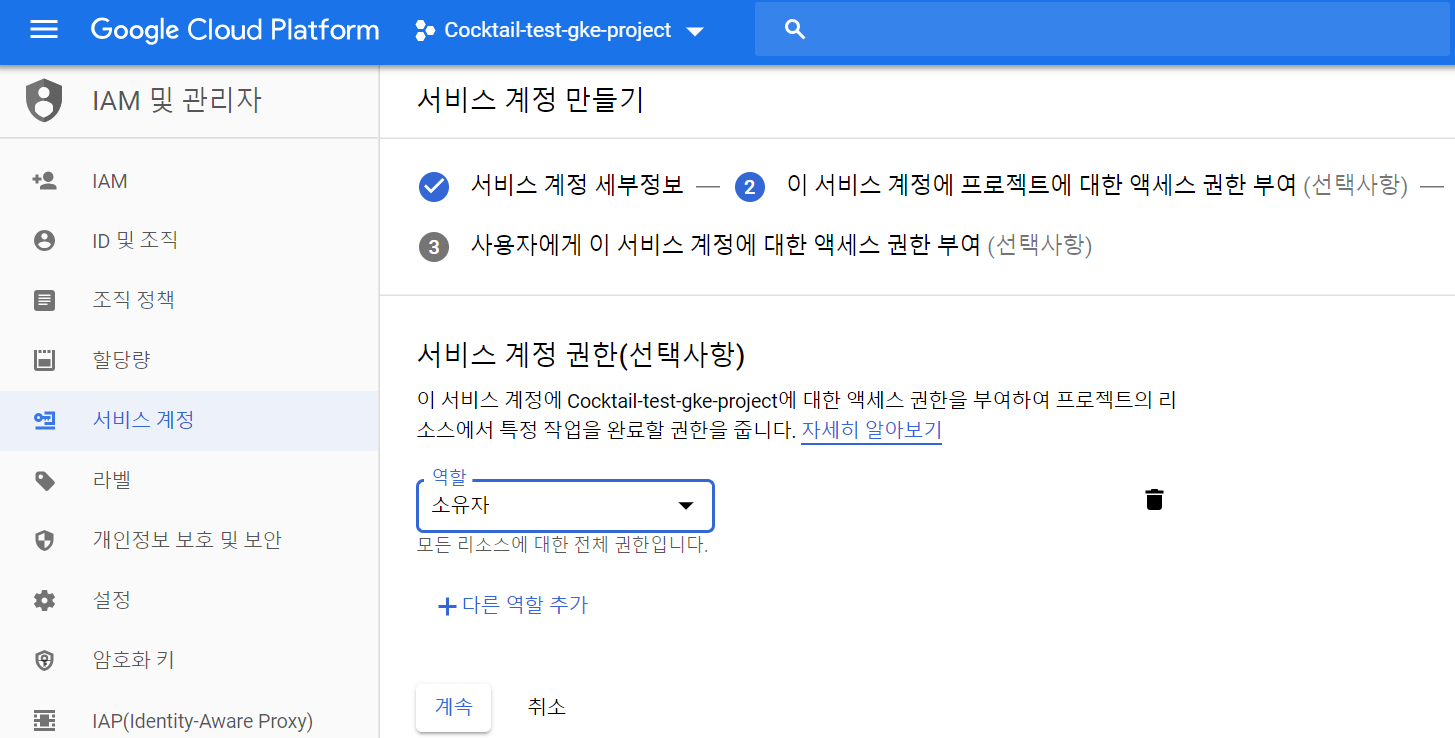 Google Cloud Platform
Cocktail-test-gke-project
IAM 및 관리자
IAM
ID 및 조직
조직 정책
할당량
서비스 계정
라벨
개인정보 보호 및 보안
설정
암호화 키
IAP(Identity-Aware Proxy)
서비스 계정 만들기
서비스 계정 세부정보 — 2 이 서비스 계정에 프로젝트에 대한 액세스 권한 부여 (선택사항) —
3 사용자에게 이 서비스 계정에 대한 액세스 권한 부여 (선택사항)
서비스 계정 권한(선택사항)
이 서비스 계정에 Cocktail-test-gke-project에 대한 액세스 권한을 부여하여 프로젝트의 리
소스에서 특정 작업을 완료할 권한을 줍니다. 자세히 알아보기
역할
소유자
모든 리소스에 대한 전체 권한입니다.
+ 다른 역할 추가
계속 취소